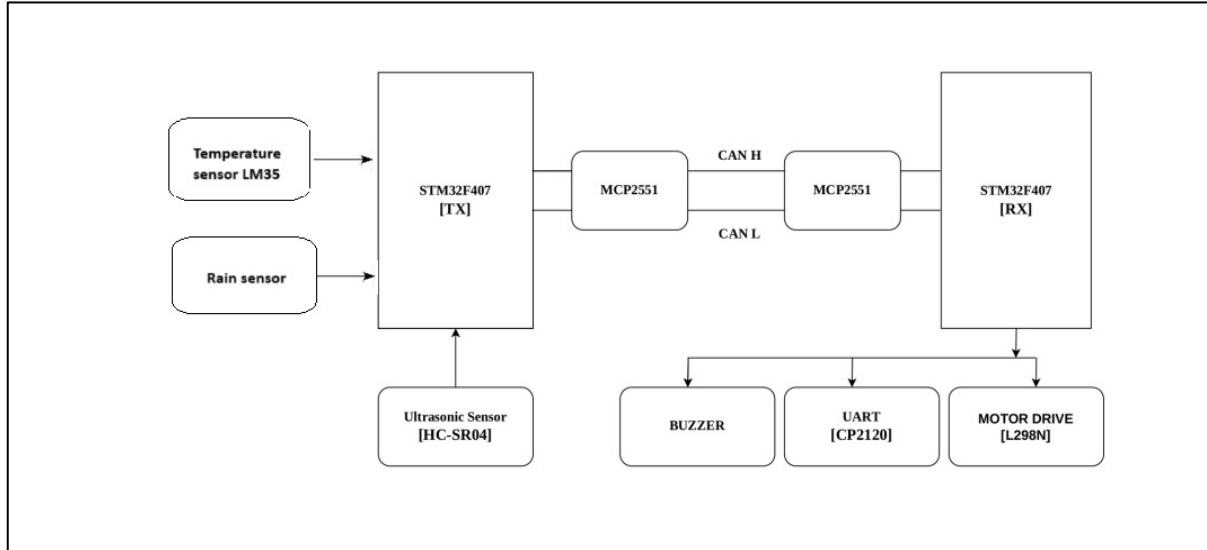 Temperature
sensor LM35
Rain sensor
STM32F407
[TX]
Ultrasonic Sensor
[HC-SR04]
MCP2551
CAN H
CAN L
MCP2551
STM32F407
[RX]
BUZZER
UART
[CP2120]
MOTOR DRIVE
[L298N]